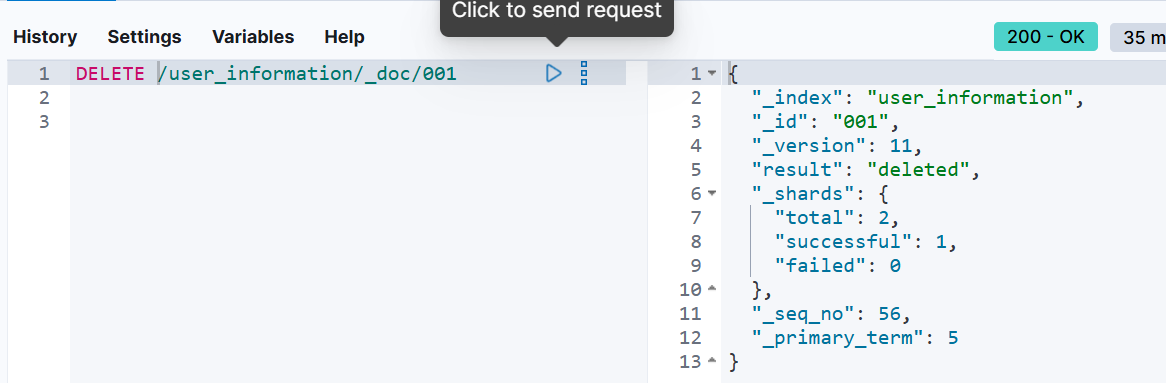 Click to send request
History Settings Variables Help
200 - OK
35 m
1 DELETE /user_information/_doc/001
2
3
1 {
2 "_index": "user_information",
3 "_id": "001",
4 "_version": 11,
5 "result": "deleted",
6 "_shards": {
7 "total": 2,
8 "successful": 1,
9 "failed": 0
10 },
11 "_seq_no": 56,
12 "_primary_term": 5
13 }